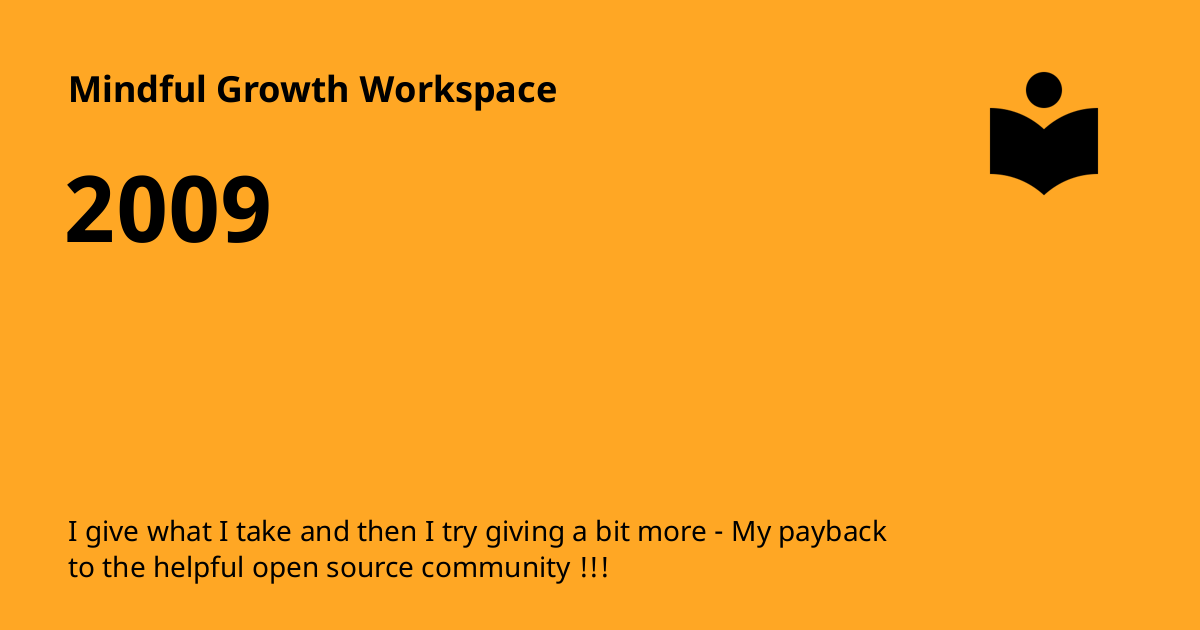 Mindful Growth Workspace
2009
I give what I take and then I try giving a bit more - My payback
to the helpful open source community !!!